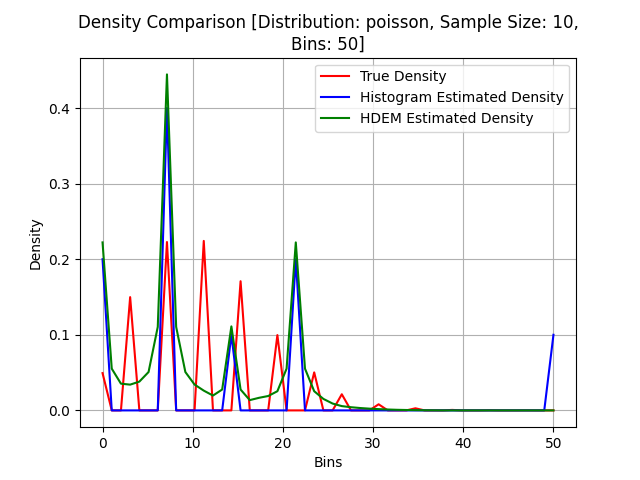 Density Comparison [Distribution: poisson, Sample Size: 10,
Bins: 50]
True Density
Histogram Estimated Density
HDEM Estimated Density
Density
0.4
0.3
0.2
0.1
0.0
0 10 20 30 40 50
Bins